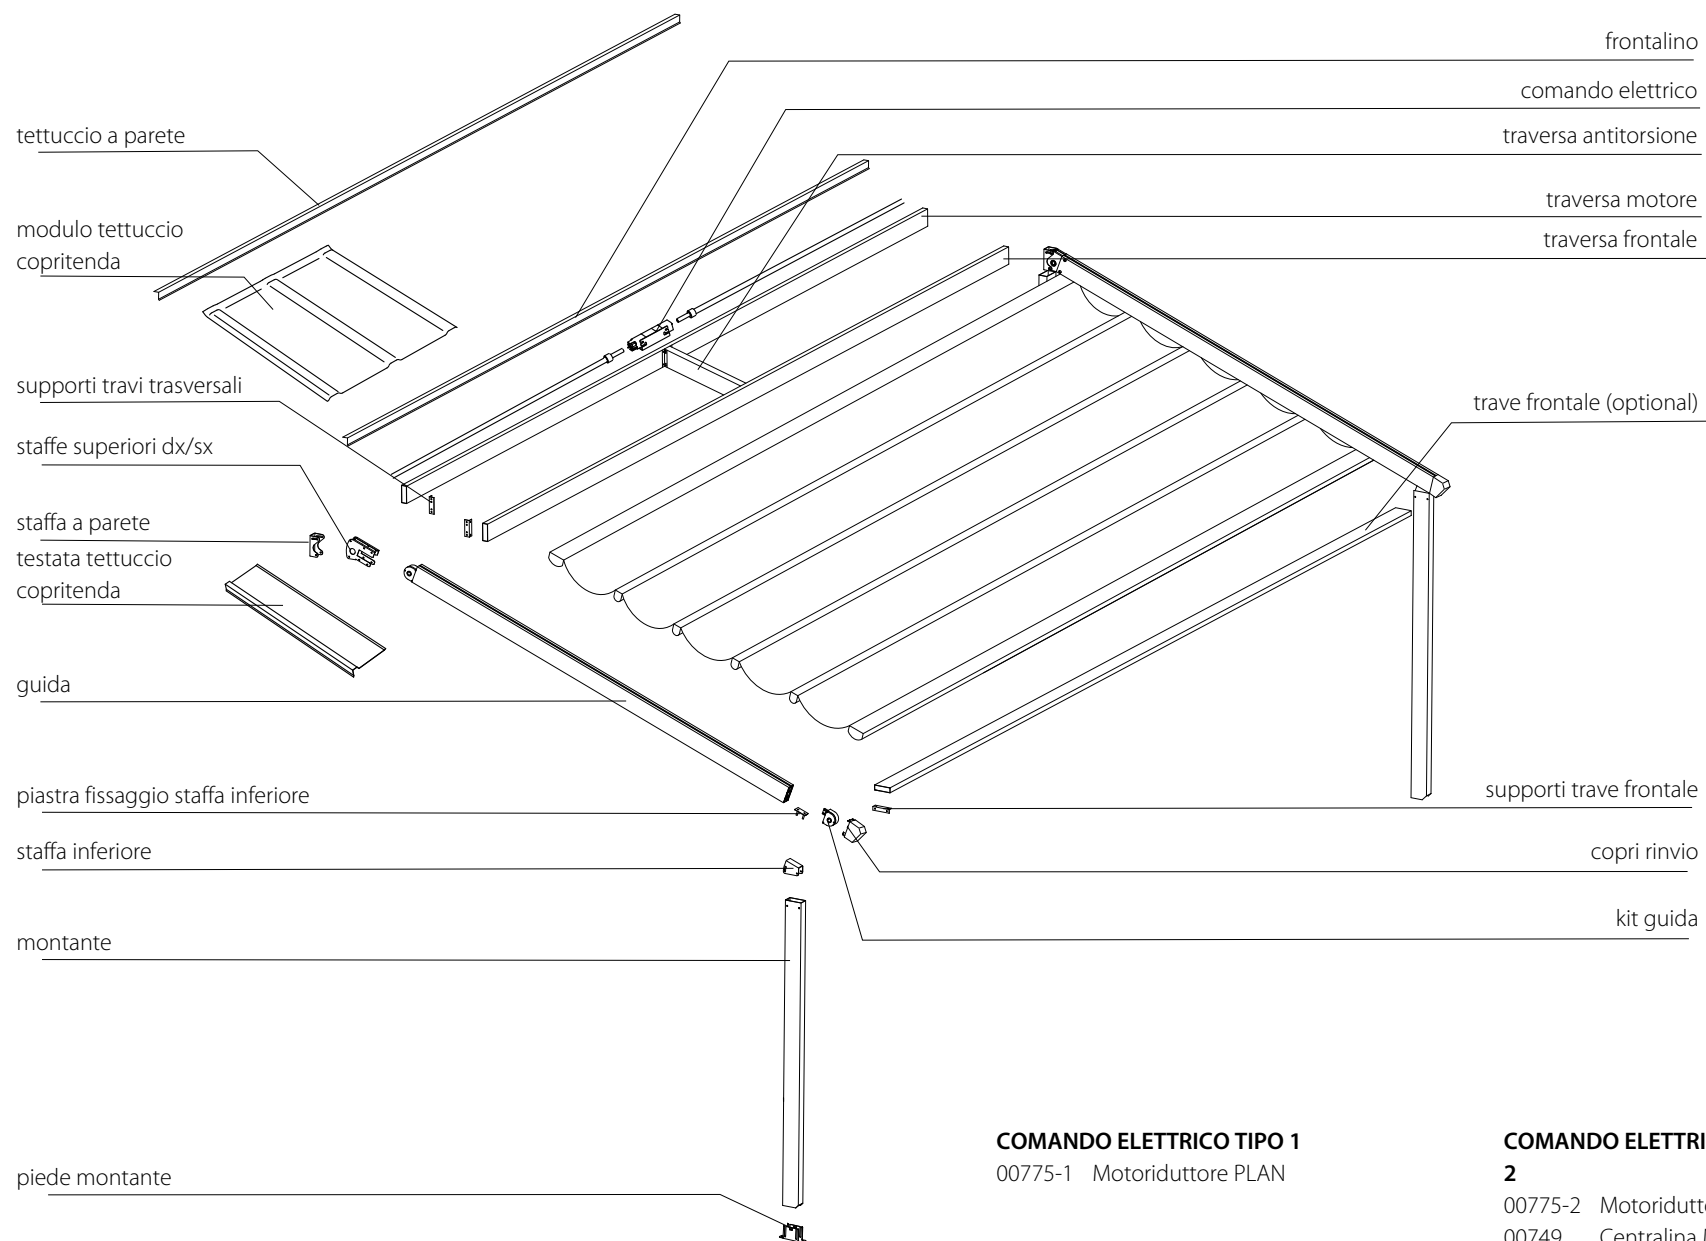 frontalino
comando elettrico
traversa antitorsione
traversa motore
traversa frontale
trave frontale (optional)
supporti trave frontale
copri rinvio
kit guida
tettuccio a parete
modulo tettuccio
copritenda
supporti travi trasversali
staffe superiori dx/sx
staffa a parete
testata tettuccio
copritenda
guida
piastra fissaggio staffa inferiore
staffa inferiore
montante
piede montante
COMANDO ELETTRICO TIPO 1
00775-1 Motoriduttore PLAN
COMANDO ELETTRI
2
00775-2 Motoridutt
00749 Centralina